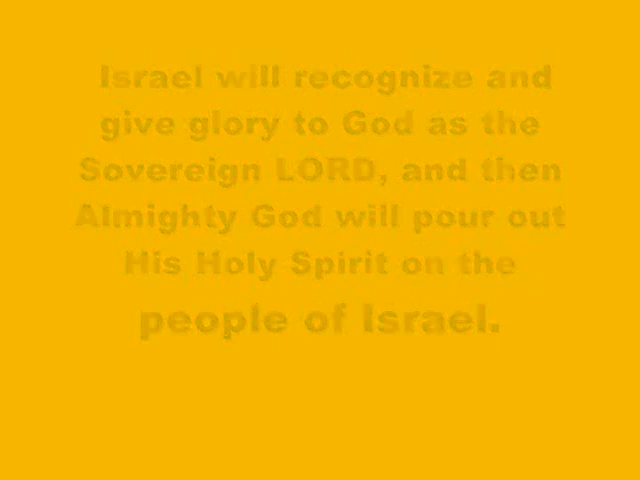 Israel will recognize and
give glory to God as the
Sovereign LORD, and then
Almighty God will pour out
His Holy Spirit on the
people of Israel.